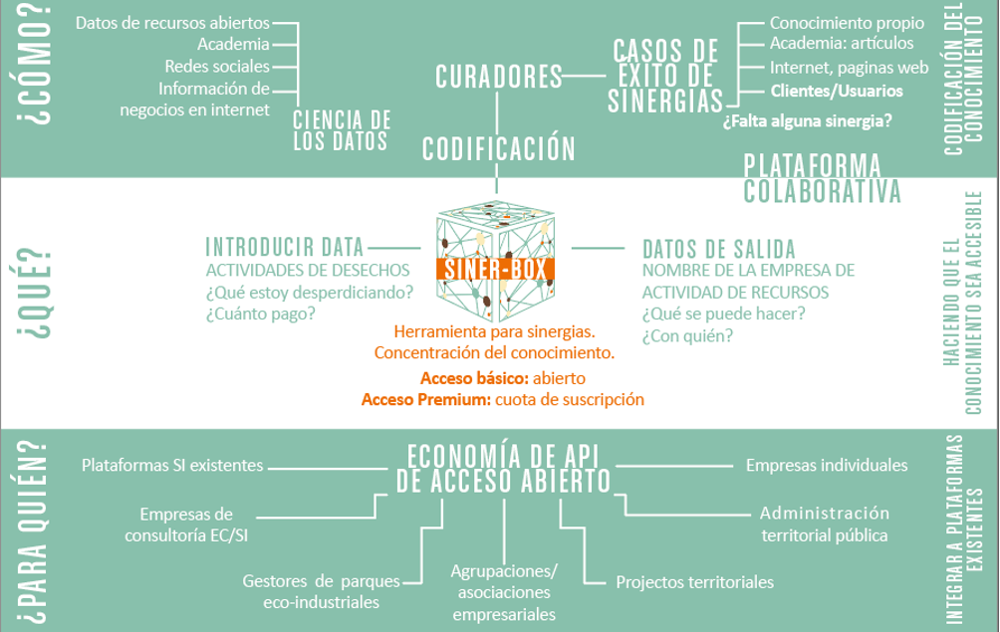 ¿CÓMO?
Datos de recursos abiertos
Academia
Redes sociales
Información de
negocios en internet
CIENCIA DE
LOS DATOS
CURADORES
CODIFICACIÓN
CASOS DE
ÉXITO DE
SINERGIAS
Conocimiento propio
Academia: artículos
Internet, paginas web
Clientes/Usuarios
¿Falta alguna sinergia?
PLATAFORMA
COLABORATIVA
CODIFICACIÓN DEL
CONOCIMIENTO
¿QUÉ?
INTRODUCIR DATA
ACTIVIDADES DE DESECHOS
¿Qué estoy desperdiciando?
¿Cuánto pago?
SINER-BOX
Herramienta para sinergias.
Concentración del conocimiento.
Acceso básico: abierto
Acceso Premium: cuota de suscripción
DATOS DE SALIDA
NOMBRE DE LA EMPRESA DE
ACTIVIDAD DE RECURSOS
¿Qué se puede hacer?
¿Con quién?
HACIENDO QUE EL
CONOCIMIENTO SEA ACCESIBLE
¿PARA QUIÉN?
ECONOMÍA DE API
DE ACCESO ABIERTO
Plataformas SI existentes
Empresas de
consultoría EC/SI
Gestores de parques
eco-industriales
Agrupaciones/
asociaciones
empresariales
Projectos territoriales
Administración
territorial pública
Empresas individuales
INTEGRAR A PLATAFORMAS
EXISTENTES